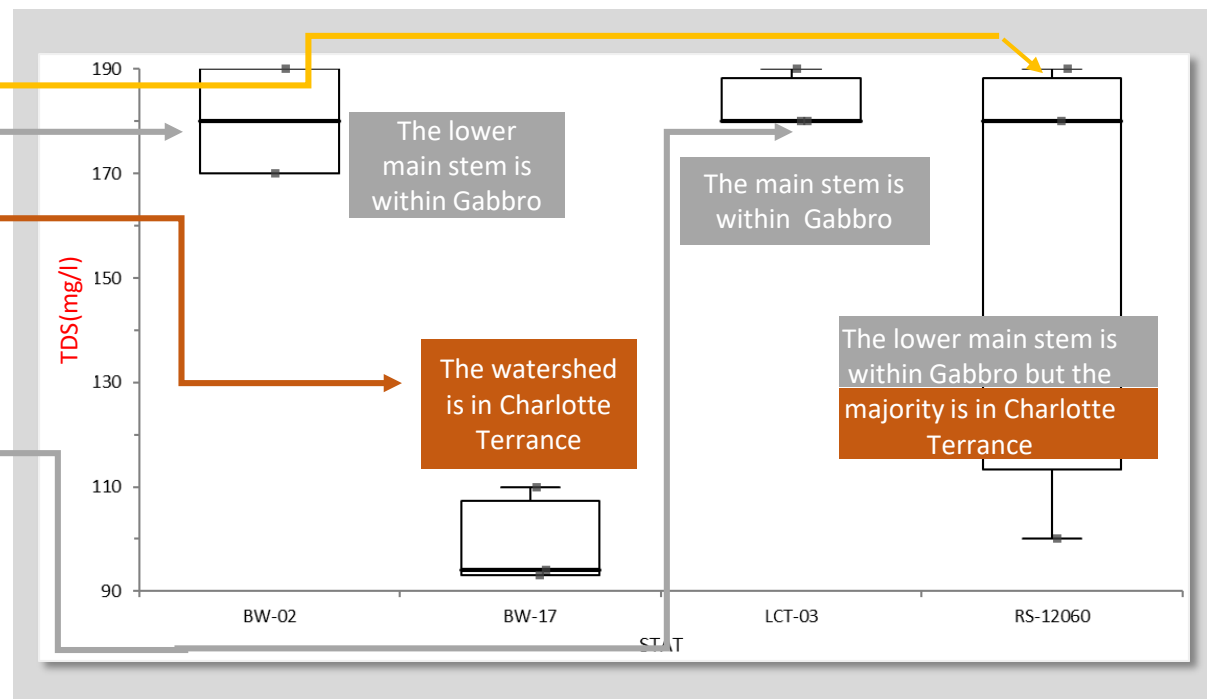 190
170
150
130
110
90
TDS(mg/l)
The lower
main stem is
within Gabbro
The watershed
is in Charlotte
Terrance
The main stem is
within Gabbro
The lower main stem is
within Gabbro but the
majority is in Charlotte
Terrance
BW-02
BW-17
LCT-03
RS-12060
STAT